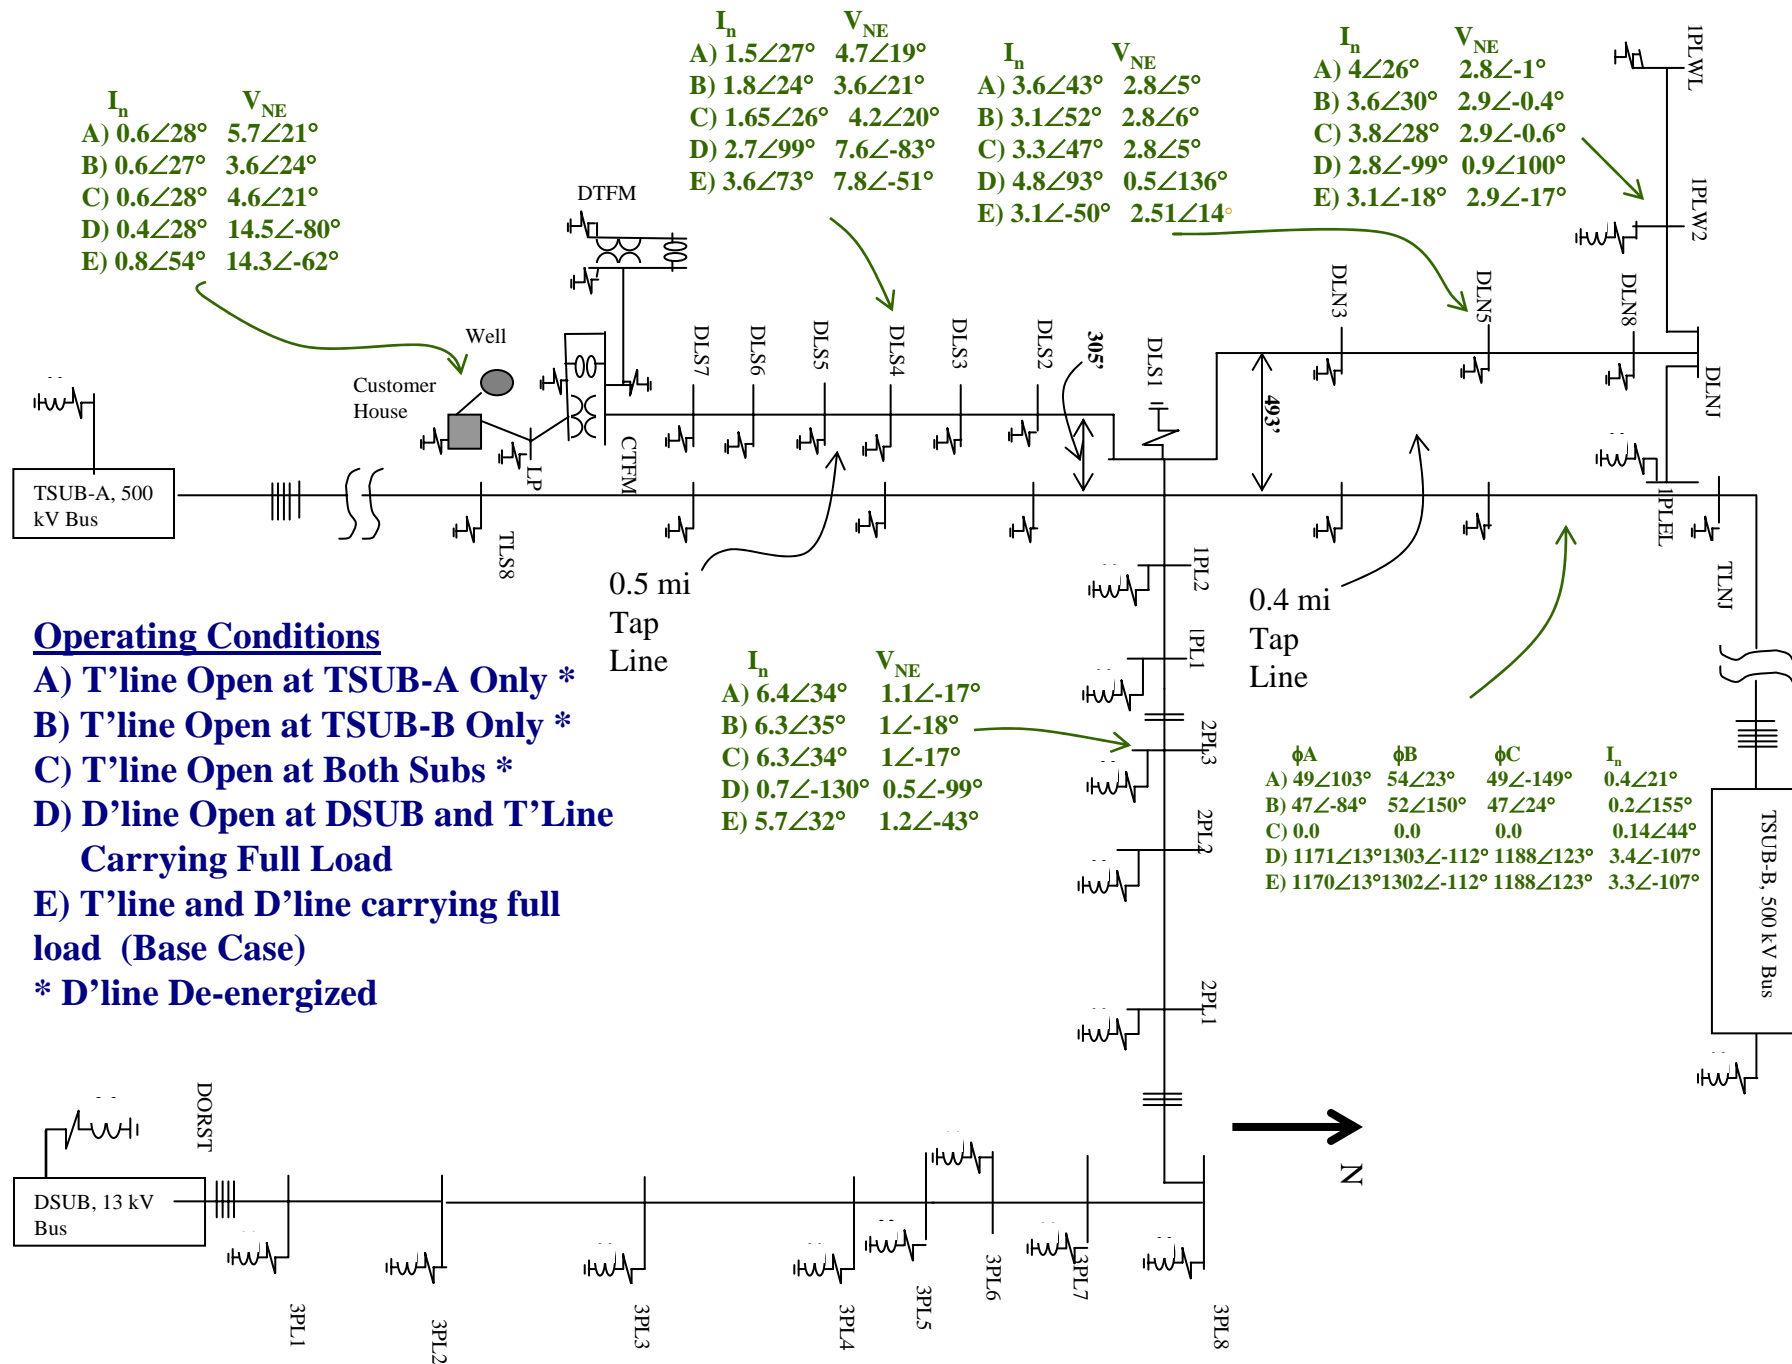 I_n V_NE
A) 0.6∠28° 5.7∠21°
B) 0.6∠27° 3.6∠24°
C) 0.6∠28° 4.6∠21°
D) 0.4∠28° 14.5∠-80°
E) 0.8∠54° 14.3∠-62°
I_n V_NE
A) 1.5∠27° 4.7∠19°
B) 1.8∠24° 3.6∠21°
C) 1.65∠26° 4.2∠20°
D) 2.7∠99° 7.6∠-83°
E) 3.6∠73° 7.8∠-51°
I_n V_NE
A) 3.6∠43° 2.8∠5°
B) 3.1∠52° 2.8∠6°
C) 3.3∠47° 2.8∠5°
D) 4.8∠93° 0.5∠136°
E) 3.1∠-50° 2.51∠14°
I_n V_NE
A) 4∠26° 2.8∠-1°
B) 3.6∠30° 2.9∠-0.4°
C) 3.8∠28° 2.9∠-0.6°
D) 2.8∠-99° 0.9∠100°
E) 3.1∠-18° 2.9∠-17°
1PLWL
1PLW2
DTFM
Well
Customer
House
LP
CTFM
DLS7
DLS6
DLS5
DLS4
DLS3
DLS2
305'
DLS1
493'
DLN3
DLN5
DLN8
DLNJ
1PLEL
TLNJ
TSUB-A, 500
kV Bus
TLS8
0.5 mi
Tap
Line
0.4 mi
Tap
Line
1PL2
1PL1
2PL3
2PL2
2PL1
Operating Conditions
A) T'line Open at TSUB-A Only *
B) T'line Open at TSUB-B Only *
C) T'line Open at Both Subs *
D) D'line Open at DSUB and T'Line
Carrying Full Load
E) T'line and D'line carrying full
load (Base Case)
* D'line De-energized
I_n V_NE
A) 6.4∠34° 1.1∠-17°
B) 6.3∠35° 1∠-18°
C) 6.3∠34° 1∠-17°
D) 0.7∠-130° 0.5∠-99°
E) 5.7∠32° 1.2∠-43°
ϕA ϕB ϕC I_n
A) 49∠103° 54∠23° 49∠-149° 0.4∠21°
B) 47∠-84° 52∠150° 47∠24° 0.2∠155°
C) 0.0 0.0 0.0 0.14∠44°
D) 1171∠13° 1303∠-112° 1188∠123° 3.4∠-107°
E) 1170∠13° 1302∠-112° 1188∠123° 3.3∠-107°
TSUB-B, 500
kV Bus
N
DORST
DSUB, 13 kV
Bus
3PL1
3PL2
3PL3
3PL4
3PL5
3PL6
3PL7
3PL8